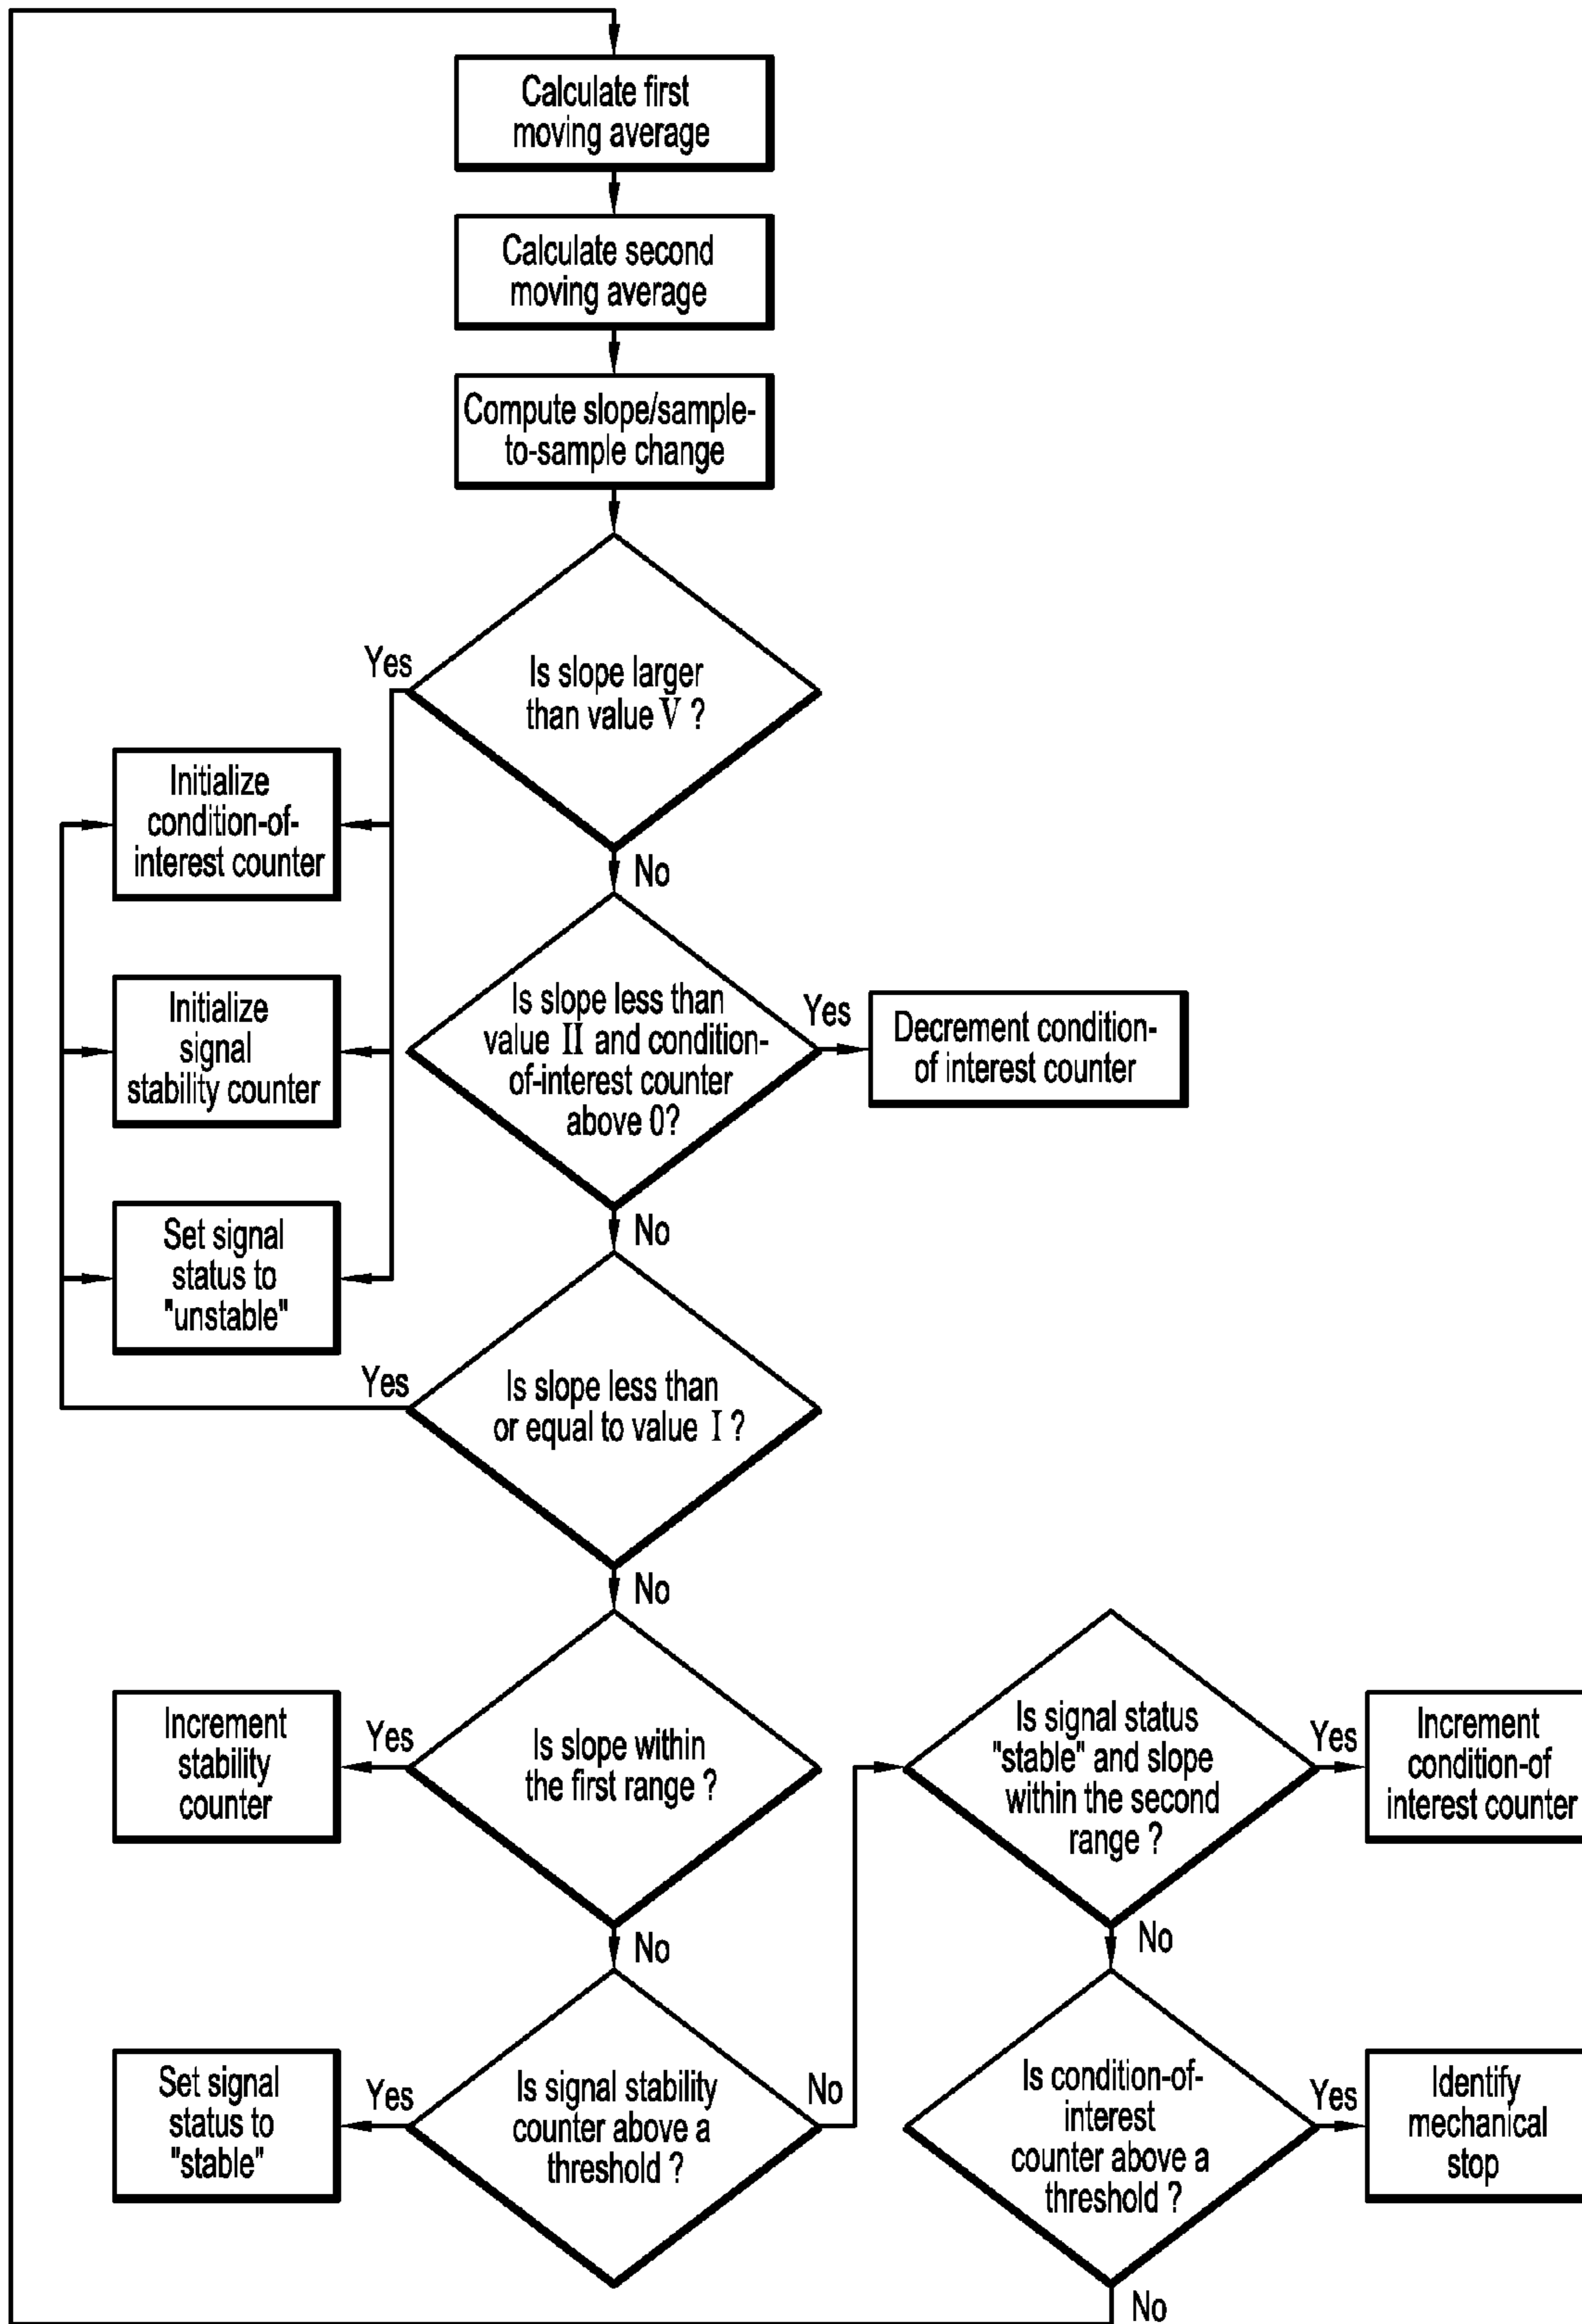 Calculate first
moving average
Calculate second
moving average
Compute slope/sample-
to-sample change
Yes
Is slope larger
than value V ?
Initialize
condition-of-
interest counter
No
Initialize
signal
stability counter
Is slope less than
value II and condition-
of-interest counter
above 0?
Yes
Decrement condition-
of interest counter
Set signal
status to
"unstable"
No
Yes
Is slope less than
or equal to value I ?
No
Increment
stability
counter
Yes
Is slope within
the first range ?
Is signal status
"stable" and slope
within the second
range ?
Yes
Increment
condition-of
interest counter
No
No
Set signal
status to
"stable"
Yes
Is signal stability
counter above a
threshold ?
No
Is condition-of-
interest
counter above a
threshold ?
Yes
Identify
mechanical
stop
No